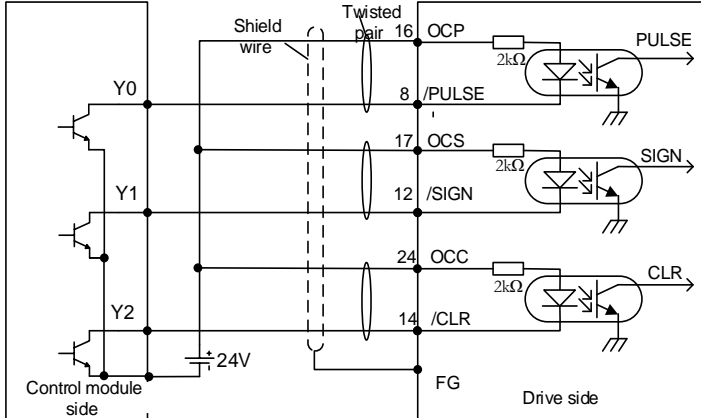 Shield
wire
Twisted
pair
16 OCP
2kΩ
PULSE
Y0
8 /PULSE
17 OCS
2kΩ
SIGN
Y1
12 /SIGN
24 OCC
2kΩ
CLR
Y2
14 /CLR
24V
FG
Control module
side
Drive side